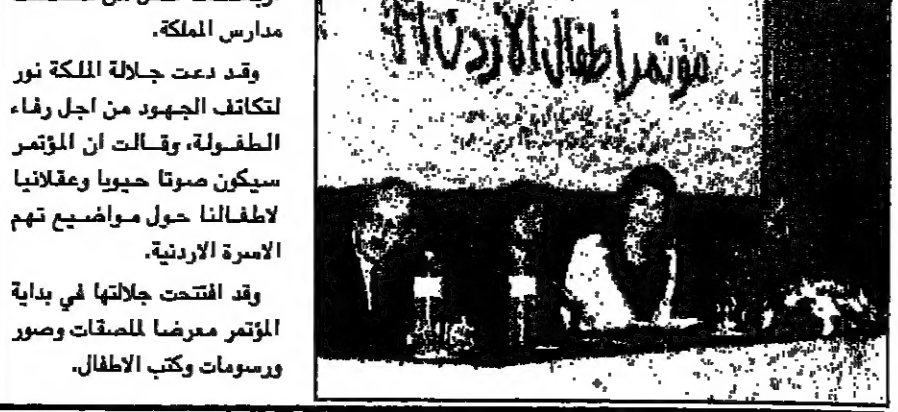 مدارس المملكة.
وقد دعت جلالة الملكة نور
لتكاتف الجهود من اجل رفاء
الطفولة، وقالت ان المؤتمر
سيكون صوتا حيويا وعقلانيا
لاطفالنا حول مواضيع تهم
الاسرة الاردنية.
وقد افتتحت جلالتها في بداية
المؤتمر معرضا للملصقات وصور
ورسومات وكتب الاطفال.
مؤتمر اطفال الاردن